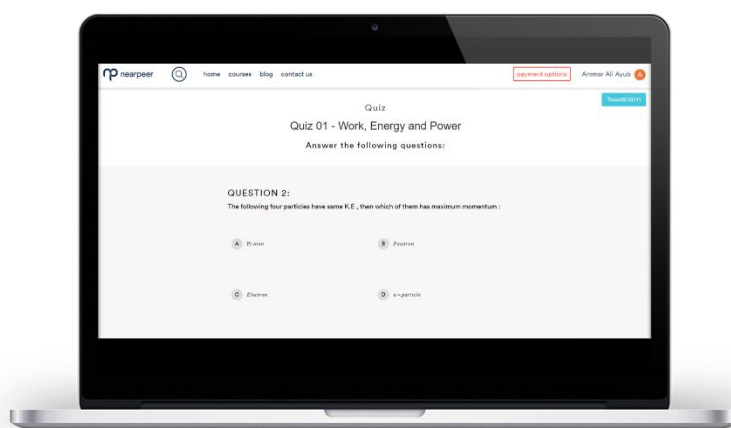 nearpeer home courses blog contact us payment options Ammar Ali Ayub A
Timer00:00:11
Quiz
Quiz 01 - Work, Energy and Power
Answer the following questions:
QUESTION 2:
The following four particles have same K.E , then which of them has maximum momentum :
A Proton B Positron
C Electron D α-particle